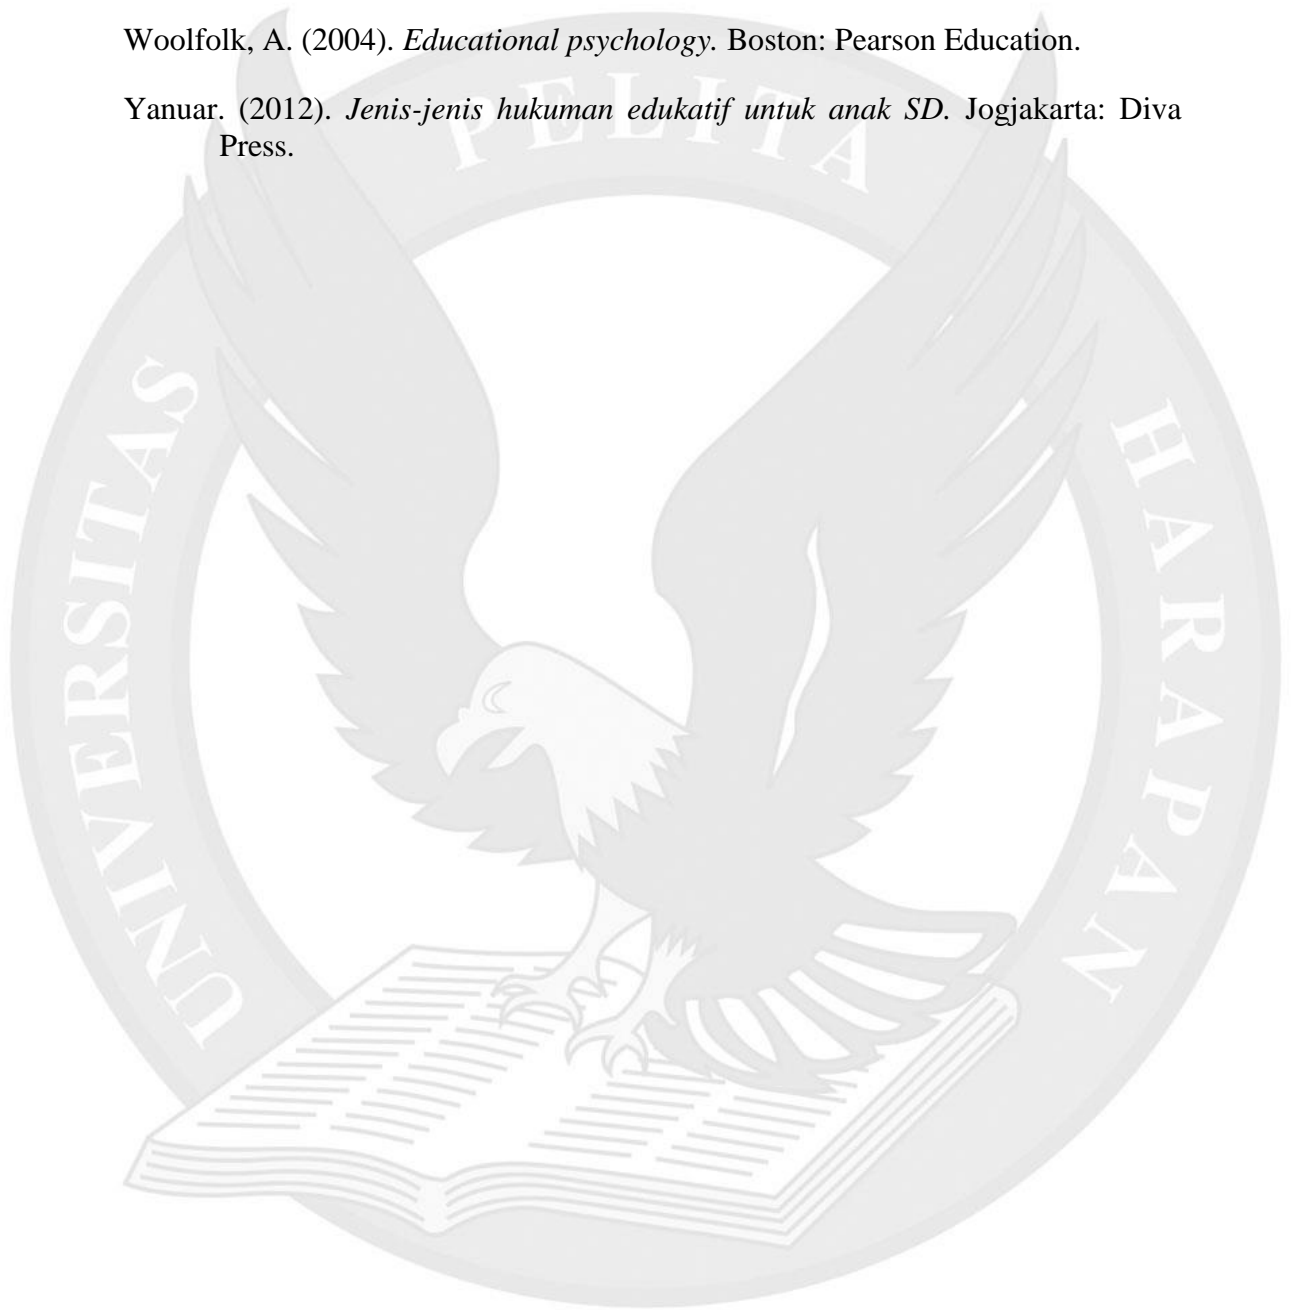 Woolfolk, A. (2004). Educational psychology. Boston: Pearson Education.
Yanuar. (2012). Jenis-jenis hukuman edukatif untuk anak SD. Jogjakarta: Diva
Press.
UNIVERSITAS PELITA HARAPAN